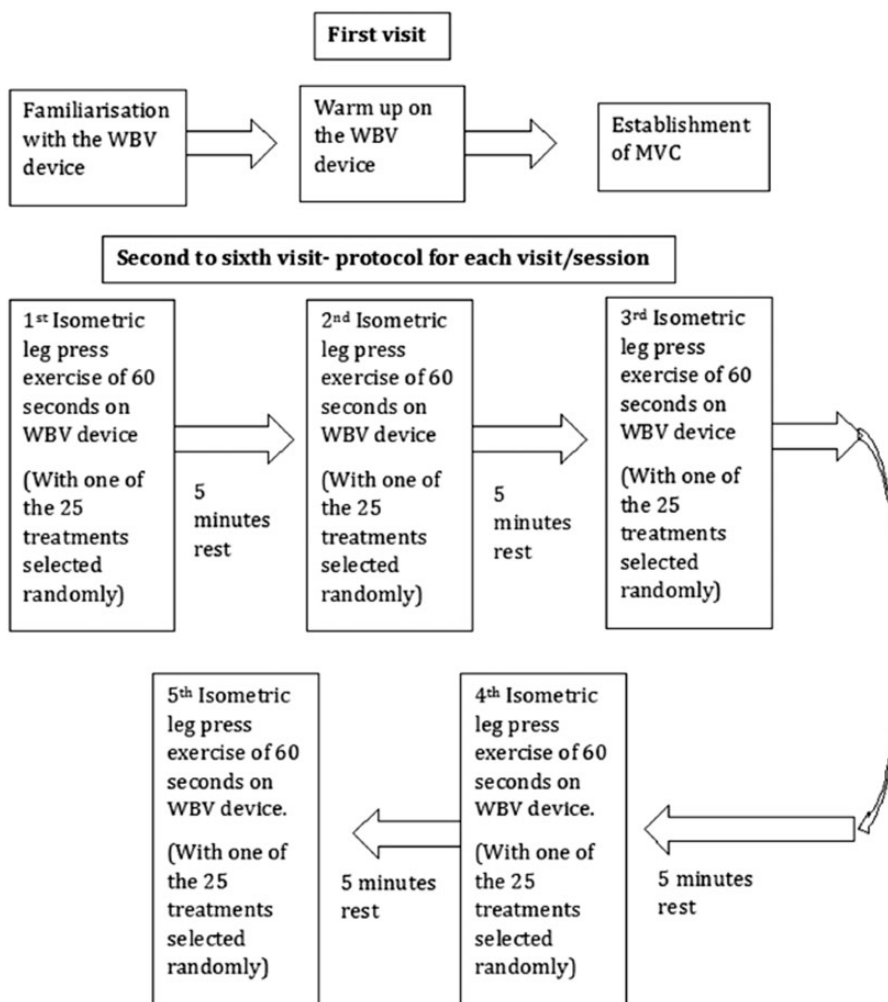 First visit
Familiarisation
with the WBV
device
Warm up on
the WBV
device
Establishment
of MVC
Second to sixth visit- protocol for each visit/session
1st Isometric
leg press
exercise of 60
seconds on
WBV device
(With one of
the 25
treatments
selected
randomly)
5
minutes
rest
2nd Isometric
leg press
exercise of 60
seconds on
WBV device
(With one of
the 25
treatments
selected
randomly)
5
minutes
rest
3rd Isometric
leg press
exercise of 60
seconds on
WBV device
(With one of
the 25
treatments
selected
randomly)
5 minutes
rest
4th Isometric
leg press
exercise of 60
seconds on
WBV device.
(With one of
the 25
treatments
selected
randomly)
5 minutes
rest
5th Isometric
leg press
exercise of 60
seconds on
WBV device.
(With one of
the 25
treatments
selected
randomly)